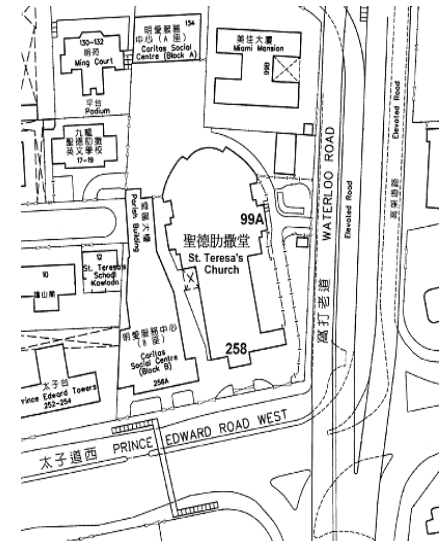 134
明愛服務
中心(A座)
Caritas Social
Centre (Block A)
130-132
明苑
Ming Court
平台
Podium
美佳大廈
Miami Mansion
99B
九龍
聖德肋撒
英文學校
17-19
Parish Building
99A
聖德肋撒堂
St. Teresa's
Church
258
12
St. Teresa's
School
Kowloon
10
明愛服務中心
(B座)
Caritas
Social Centre
(Block B)
256A
太子台
Prince Edward Towers
252-254
WATERLOO ROAD
窩打老道
Elevated Road
Elevated Road
高架道路
太子道西 PRINCE EDWARD ROAD WEST